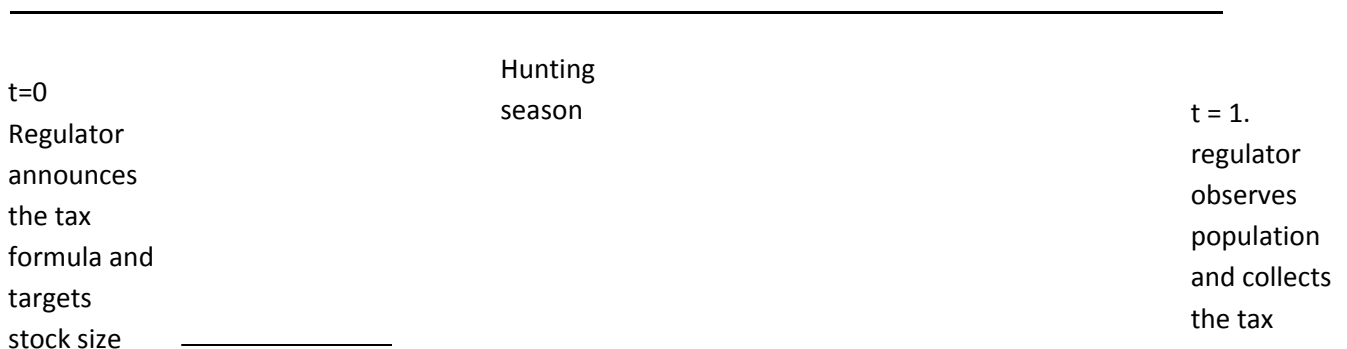 t=0
Regulator
announces
the tax
formula and
targets
stock size
Hunting
season
t = 1.
regulator
observes
population
and collects
the tax